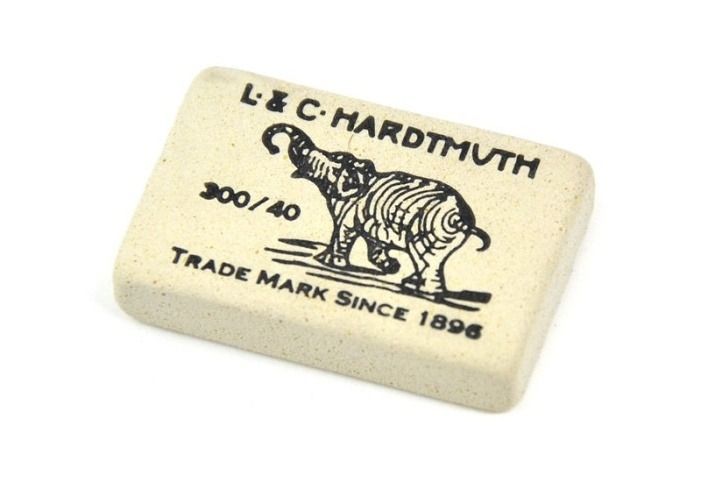 L. & C. HARDTMUTH
300/40
TRADE MARK SINCE 1896